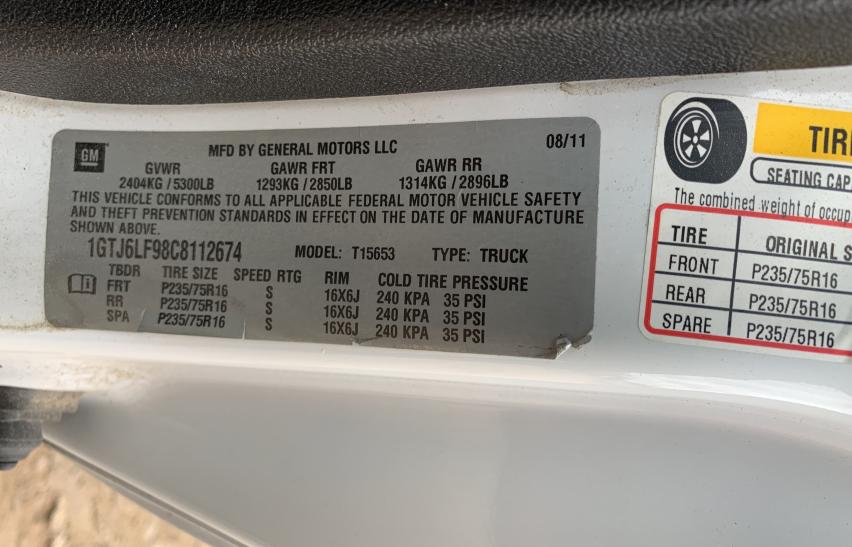 GM
MFD BY GENERAL MOTORS LLC 08/11
GVWR GAWR FRT GAWR RR
2404KG / 5300LB 1293KG / 2850LB 1314KG / 2896LB
THIS VEHICLE CONFORMS TO ALL APPLICABLE FEDERAL MOTOR VEHICLE SAFETY
AND THEFT PREVENTION STANDARDS IN EFFECT ON THE DATE OF MANUFACTURE
SHOWN ABOVE.
1GTJ6LF98C8112674 MODEL: T15653 TYPE: TRUCK
TBDR TIRE SIZE SPEED RTG RIM COLD TIRE PRESSURE
FRT P235/75R16 S 16X6J 240 KPA 35 PSI
RR P235/75R16 S 16X6J 240 KPA 35 PSI
SPA P235/75R16 S 16X6J 240 KPA 35 PSI
TIR
SEATING CAP
The combined weight of occup
TIRE ORIGINAL S
FRONT P235/75R16
REAR P235/75R16
SPARE P235/75R16